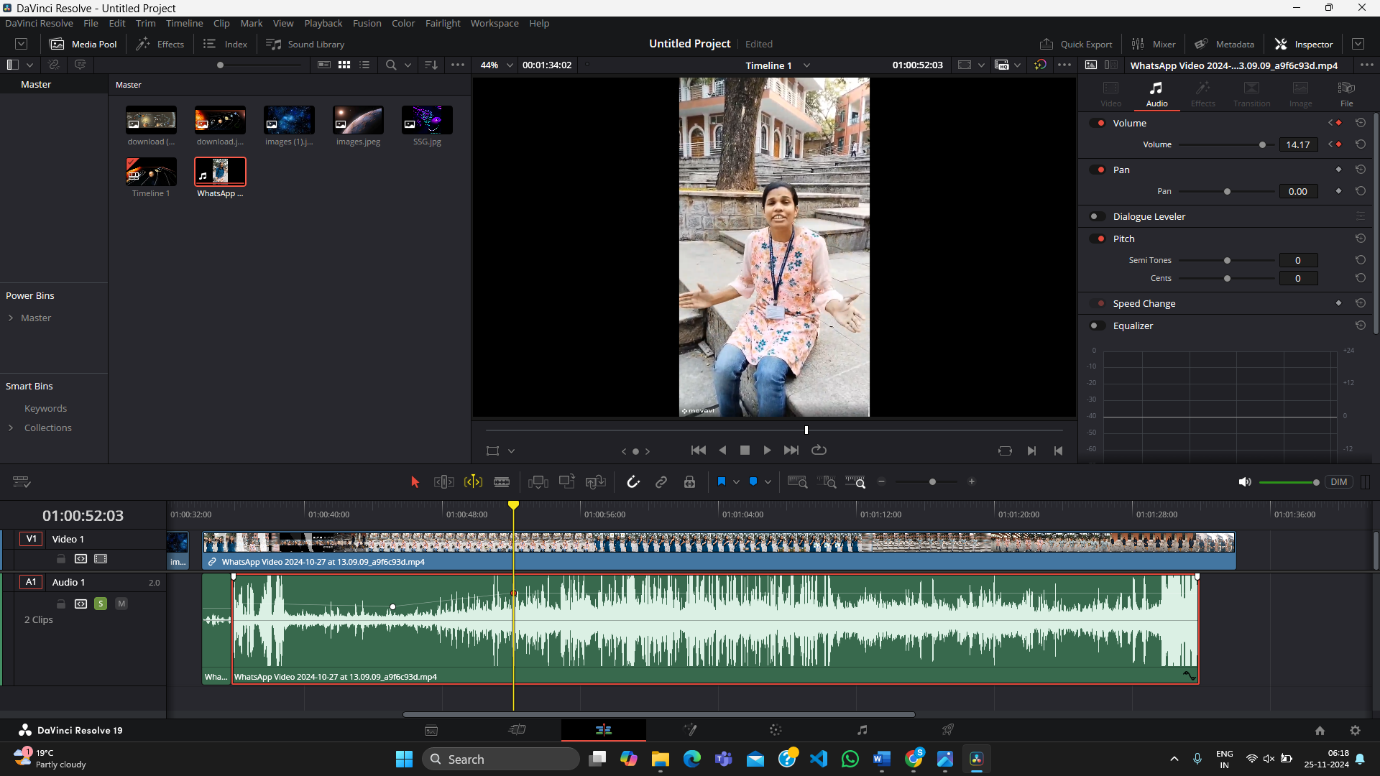 DaVinci Resolve - Untitled Project
DaVinci Resolve File Edit Trim Timeline Clip Mark View Playback Fusion Color Fairlight Workspace Help
Media Pool Effects Index Sound Library Untitled Project Edited Quick Export Mixer Metadata Inspector
44% 00:01:34:02 Timeline 1 01:00:52:03 WhatsApp Video 2024-...3.09.09_a9f6c93d.mp4
Master Master
Video Audio Effects Transition Image File
download (... download.j... images (1).j... images.jpeg SSG.jpg
Timeline 1 WhatsApp ...
Volume
Volume 14.17
Pan
Pan 0.00
Dialogue Leveler
Pitch
Semi Tones 0
Cents 0
Speed Change
Equalizer
0 +24
-10
-20 +12
-30
-40 0
-50
-60 -12
Power Bins
Master
Smart Bins
Keywords
Collections
movavi
DIM
01:00:52:03
01:00:32:00 01:00:40:00 01:00:48:00 01:00:56:00 01:01:04:00 01:01:12:00 01:01:20:00 01:01:28:00 01:01:36:00
V1 Video 1
im... WhatsApp Video 2024-10-27 at 13.09.09_a9f6c93d.mp4
A1 Audio 1 2.0
S M
2 Clips
Wha... WhatsApp Video 2024-10-27 at 13.09.09_a9f6c93d.mp4
DaVinci Resolve 19
1 19°C
Partly cloudy
Search
S
ENG
IN
06:18
25-11-2024